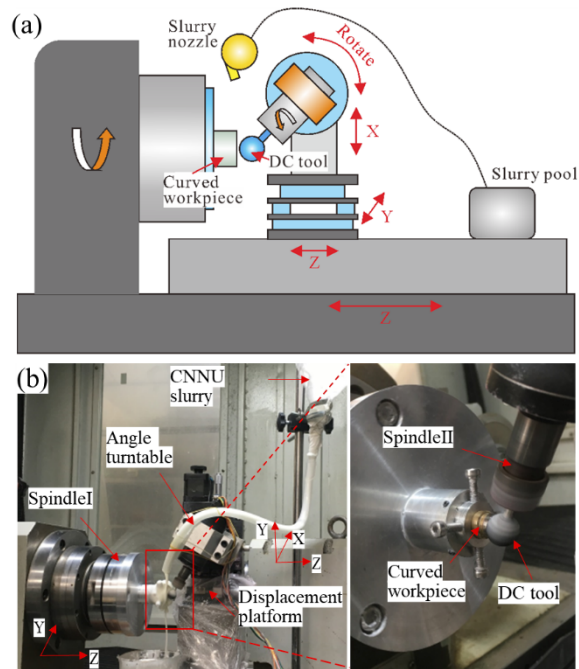 (a)
Slurry
nozzle
Rotate
X
DC tool
Curved
workpiece
Slurry pool
Y
Z
Z
(b)
CNNU
slurry
Angle
turntable
SpindleI
Y
X
Z
Displacement
platform
Y
Z
SpindleII
Curved
workpiece
DC tool